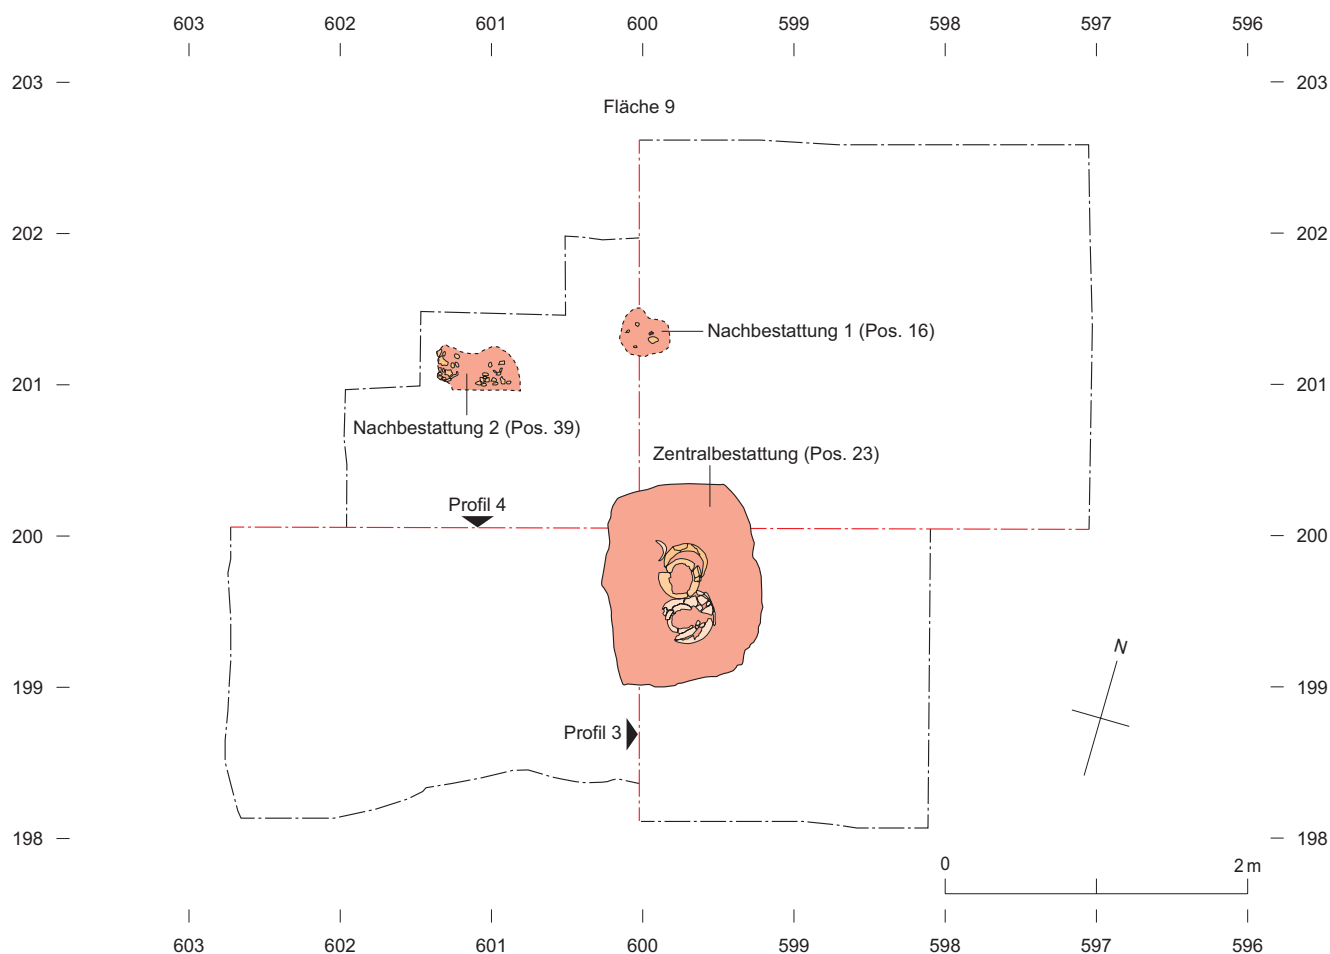 603 602 601 600 599 598 597 596
203 203
Fläche 9
202 202
Nachbestattung 1 (Pos. 16)
201 201
Nachbestattung 2 (Pos. 39)
Zentralbestattung (Pos. 23)
Profil 4
200 200
N
199 199
Profil 3
198 198
0 2 m
603 602 601 600 599 598 597 596